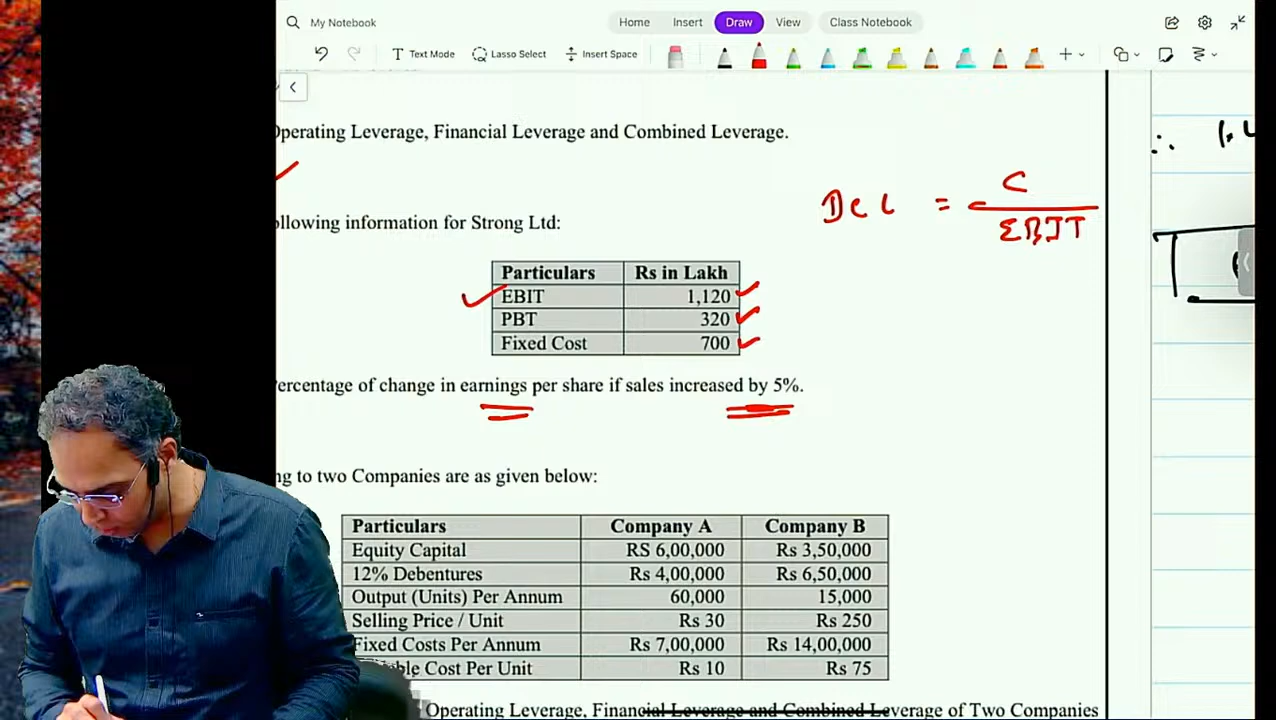 My Notebook
Home Insert Draw View Class Notebook
Text Mode Lasso Select Insert Space
Operating Leverage, Financial Leverage and Combined Leverage.
ollowing information for Strong Ltd:
Particulars Rs in Lakh
EBIT 1,120
PBT 320
Fixed Cost 700
ercentage of change in earnings per share if sales increased by 5%.
DCL = C
EBIT
ng to two Companies are as given below:
Particulars Company A Company B
Equity Capital RS 6,00,000 Rs 3,50,000
12% Debentures Rs 4,00,000 Rs 6,50,000
Output (Units) Per Annum 60,000 15,000
Selling Price / Unit Rs 30 Rs 250
Fixed Costs Per Annum Rs 7,00,000 Rs 14,00,000
ble Cost Per Unit Rs 10 Rs 75
Operating Leverage, Financial Leverage and Combined Leverage of Two Companies